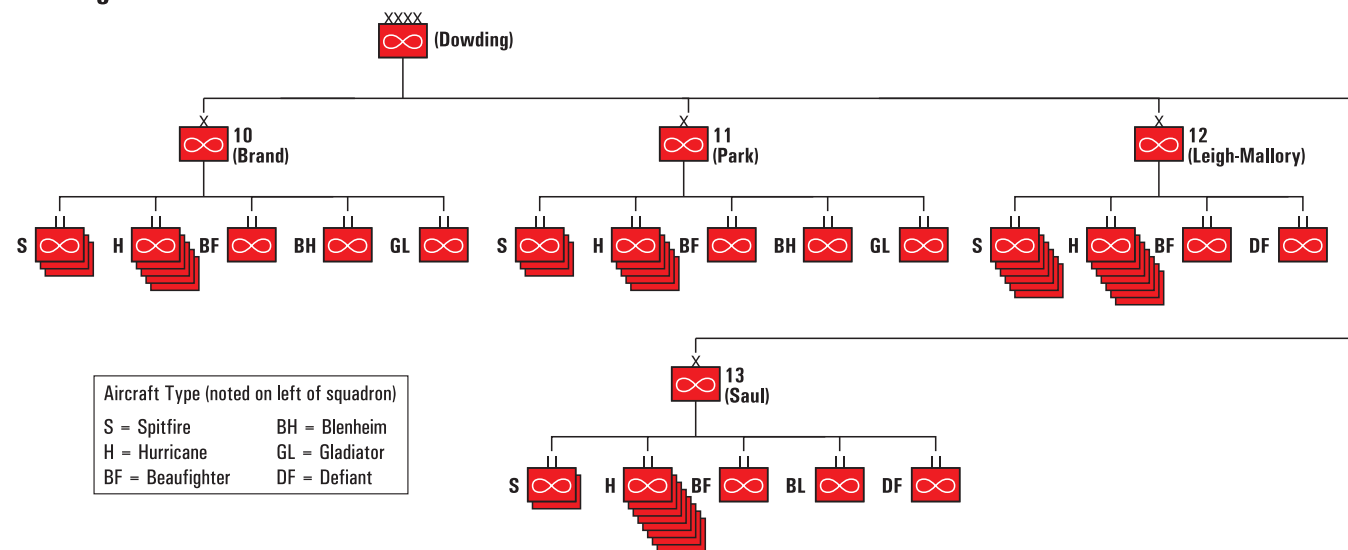 XXXX
(Dowding)
X
10
(Brand)
X
11
(Park)
X
12
(Leigh-Mallory)
S H BF BH GL
S H BF BH GL
S H BF DF
X
13
(Saul)
S H BF BL DF
Aircraft Type (noted on left of squadron)
S = Spitfire BH = Blenheim
H = Hurricane GL = Gladiator
BF = Beaufighter DF = Defiant